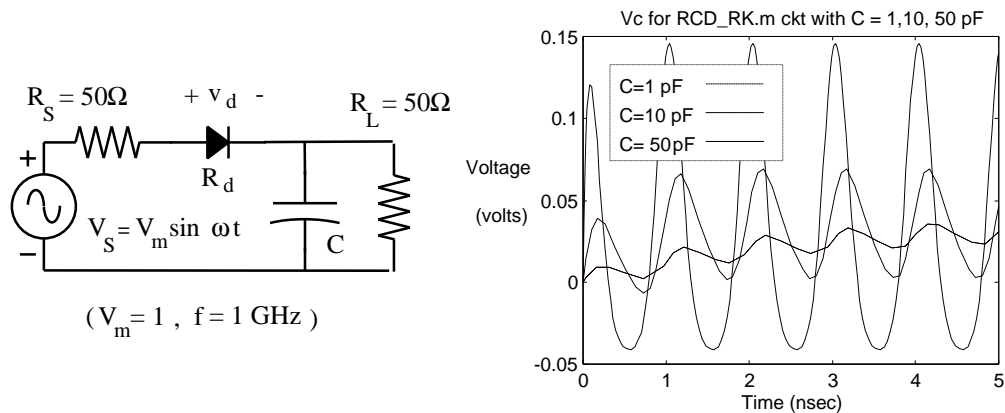 R_S = 50Ω
+ v_d -
R_L = 50Ω
+
R_d
V_S = V_m sin ωt
C
−
( V_m = 1 , f = 1 GHz )
Vc for RCD_RK.m ckt with C = 1,10, 50 pF
0.15
0.1
0.05
0
-0.05
Voltage
(volts)
C=1 pF
C=10 pF
C= 50pF
0 1 2 3 4 5
Time (nsec)